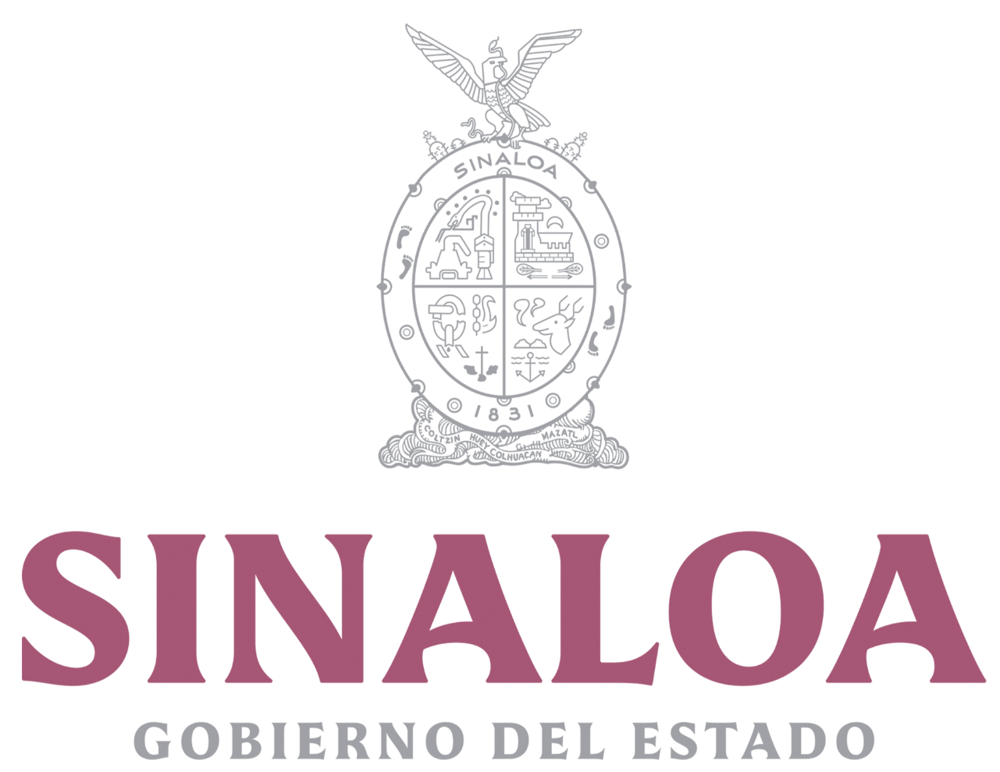 SINALOA
1831
COLTZIN HUEY COLHUACAN MAZATL
SINALOA
GOBIERNO DEL ESTADO